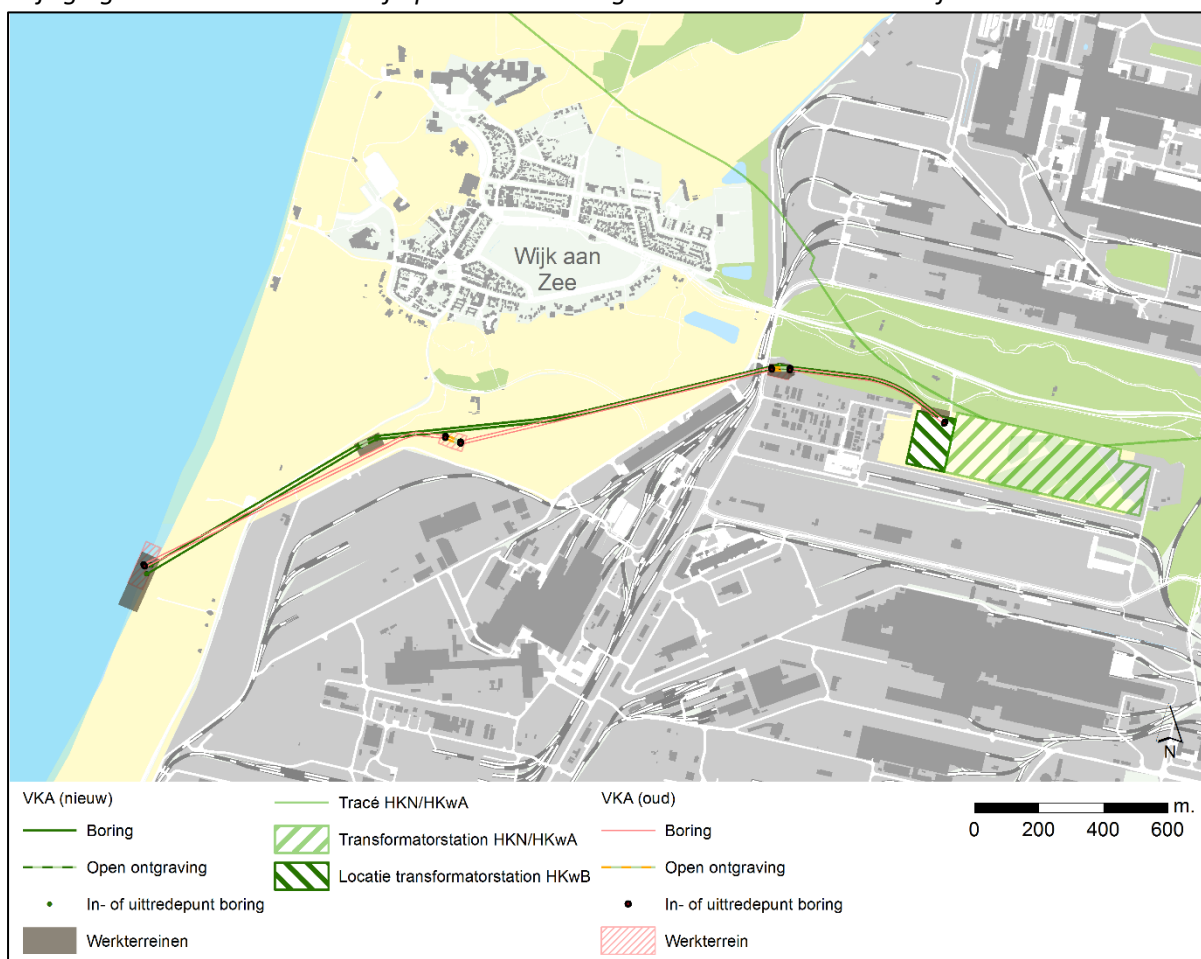 Wijk aan
Zee
N
VKA (nieuw)
Boring
Open ontgraving
In- of uittredepunt boring
Werkterreinen
Tracé HKN/HKwA
Transformatorstation HKN/HKwA
Locatie transformatorstation HKwB
VKA (oud)
Boring
Open ontgraving
In- of uittredepunt boring
Werkterrein
m.
0 200 400 600